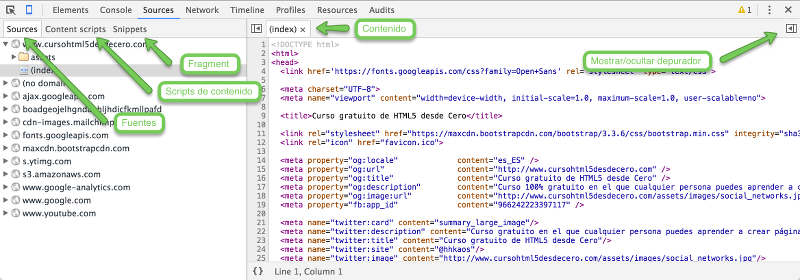 Elements Console Sources Network Timeline Profiles Resources Audits 1
Sources Content scripts Snippets
(index) ×
Contenido
Fragment
Scripts de contenido
Fuentes
Mostrar/ocultar depurador
www.cursohtml5desdecero.com
assets
(index)
(no domain)
ajax.googleapis.com
cdn-images.mailchimp
fonts.googleapis.com
maxcdn.bootstrapcdn.com
s.ytimg.com
s3.amazonaws.com
www.google-analytics.com
www.google.com
www.youtube.com
1 <!DOCTYPE html>
2 <html>
3 <head>
4 <link href='https://fonts.googleapis.com/css?family=Open+Sans' rel='stylesheet' type='text/css'>
5
6 <meta charset="UTF-8">
7 <meta name="viewport" content="width=device-width, initial-scale=1.0, maximum-scale=1.0, user-scalable=no">
8
9 <title>Curso gratuito de HTML5 desde Cero</title>
10
11 <link rel="stylesheet" href="https://maxcdn.bootstrapcdn.com/bootstrap/3.3.6/css/bootstrap.min.css" integrity="sha3
12 <link rel="icon" href="favicon.ico">
13
14 <meta property="og:locale" content="es_ES" />
15 <meta property="og:url" content="http://www.cursohtml5desdecero.com" />
16 <meta property="og:title" content="Curso gratuito de HTML5 desde Cero" />
17 <meta property="og:description" content="Curso 100% gratuito en el que cualquier persona puedes aprender a c
18 <meta property="og:image:url" content="http://www.cursohtml5desdecero.com/assets/images/social_networks.jp
19 <meta property="fb:app_id" content="966242223397117" />
20
21 <meta name="twitter:card" content="summary_large_image"/>
22 <meta name="twitter:description" content="Curso gratuito en el que cualquier persona puedes aprender a crear página
23 <meta name="twitter:title" content="Curso gratuito de HTML5 desde Cero"/>
24 <meta name="twitter:site" content="@hhkaos"/>
25 <meta name="twitter:image" content="http://www.cursohtml5desdecero.com/assets/images/social_networks.jpg"/>
{} Line 1, Column 1